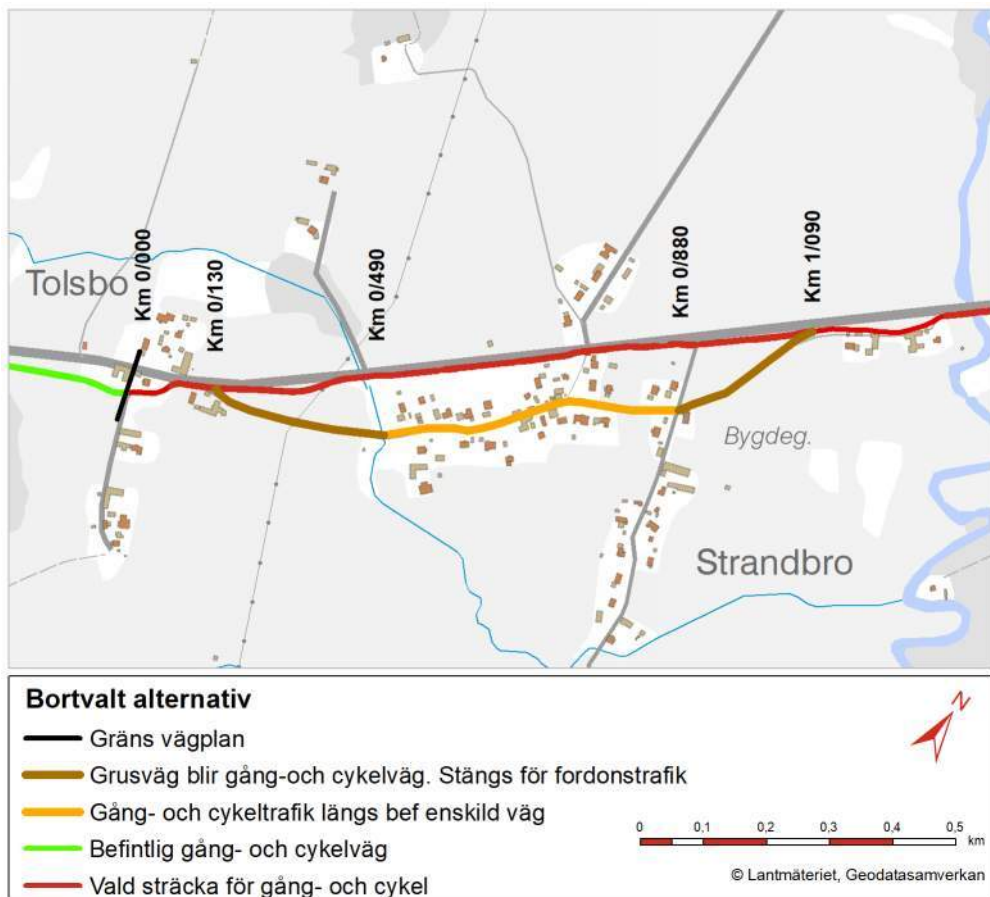 Tolsbo
Km 0/000
Km 0/130
Km 0/490
Km 0/880
Km 1/090
Bygdeg.
Strandbro
Bortvalt alternativ
Gräns vägplan
Grusväg blir gång-och cykelväg. Stängs för fordonstrafik
Gång- och cykeltrafik längs bef enskild väg
Befintlig gång- och cykelväg
Vald sträcka för gång- och cykel
N
0 0,1 0,2 0,3 0,4 0,5
km
© Lantmäteriet, Geodatasamverkan